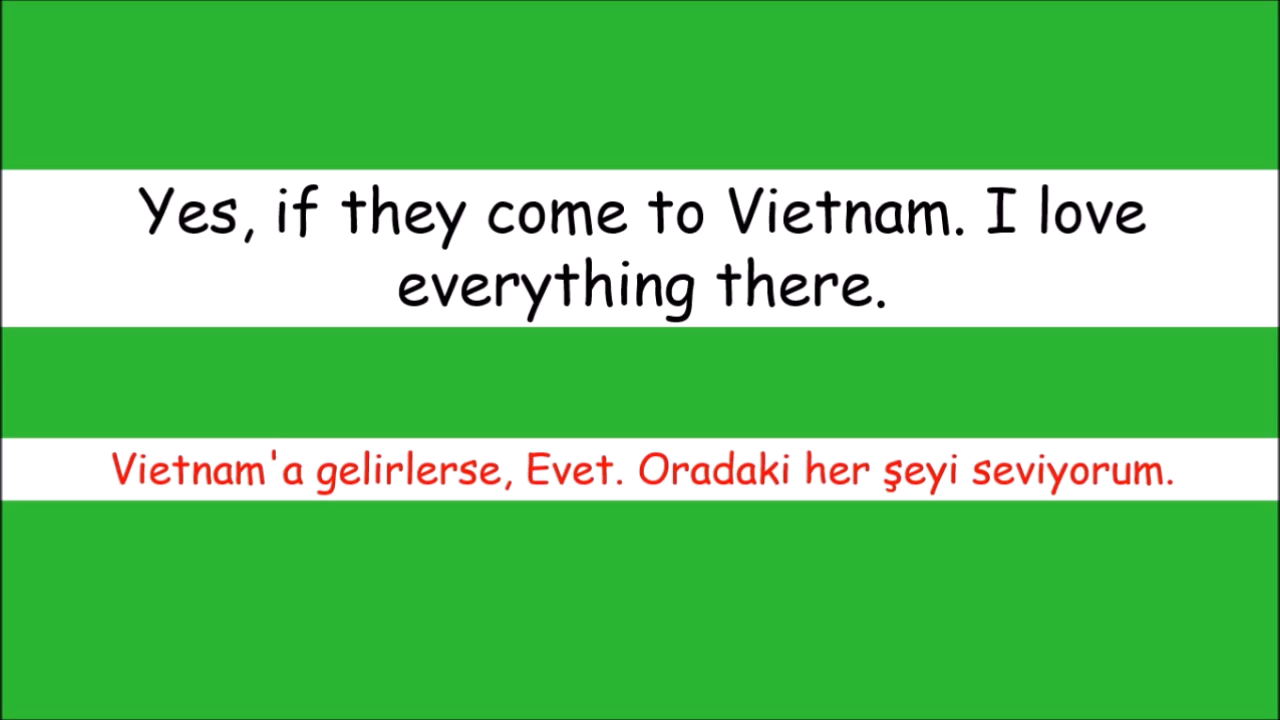 Yes, if they come to Vietnam. I love
everything there.
Vietnam'a gelirlerse, Evet. Oradaki her şeyi seviyorum.